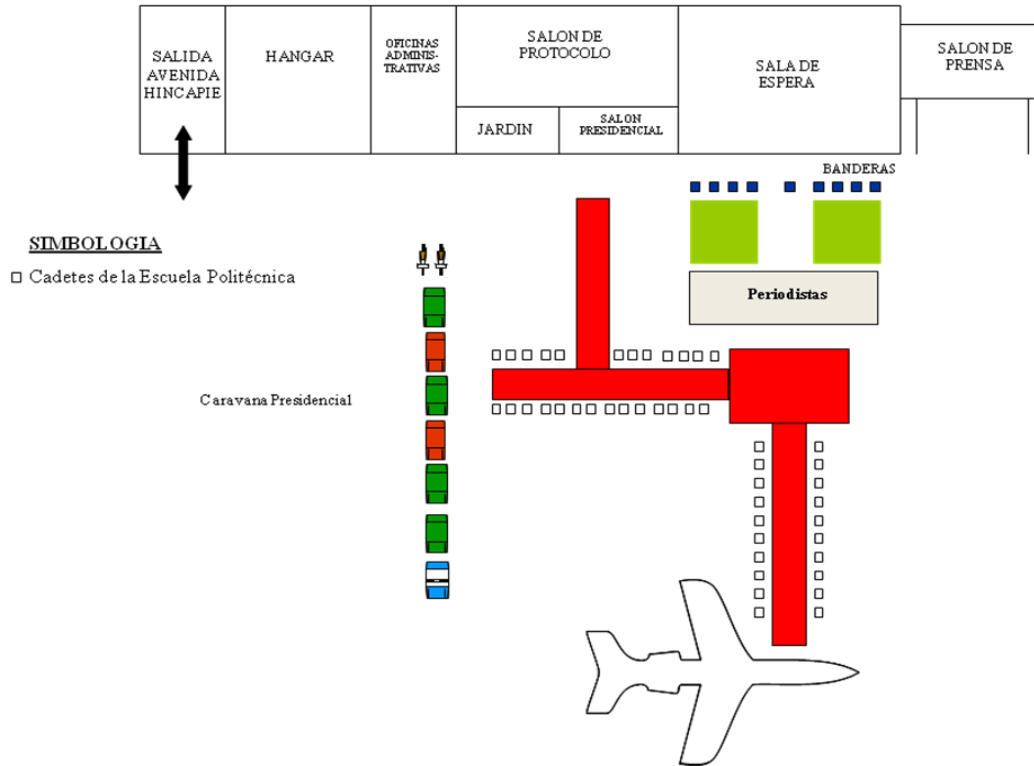 SALIDA
AVENIDA
HINCAPIE
HANGAR
OFICINAS
ADMINIS-
TRATIVAS
SALON DE
PROTOCOLO
JARDIN
SALON
PRESIDENCIAL
SALA DE
ESPERA
SALON DE
PRENSA
BANDERAS
SIMBOLOGIA
Cadetes de la Escuela Politécnica
Periodistas
Caravana Presidencial